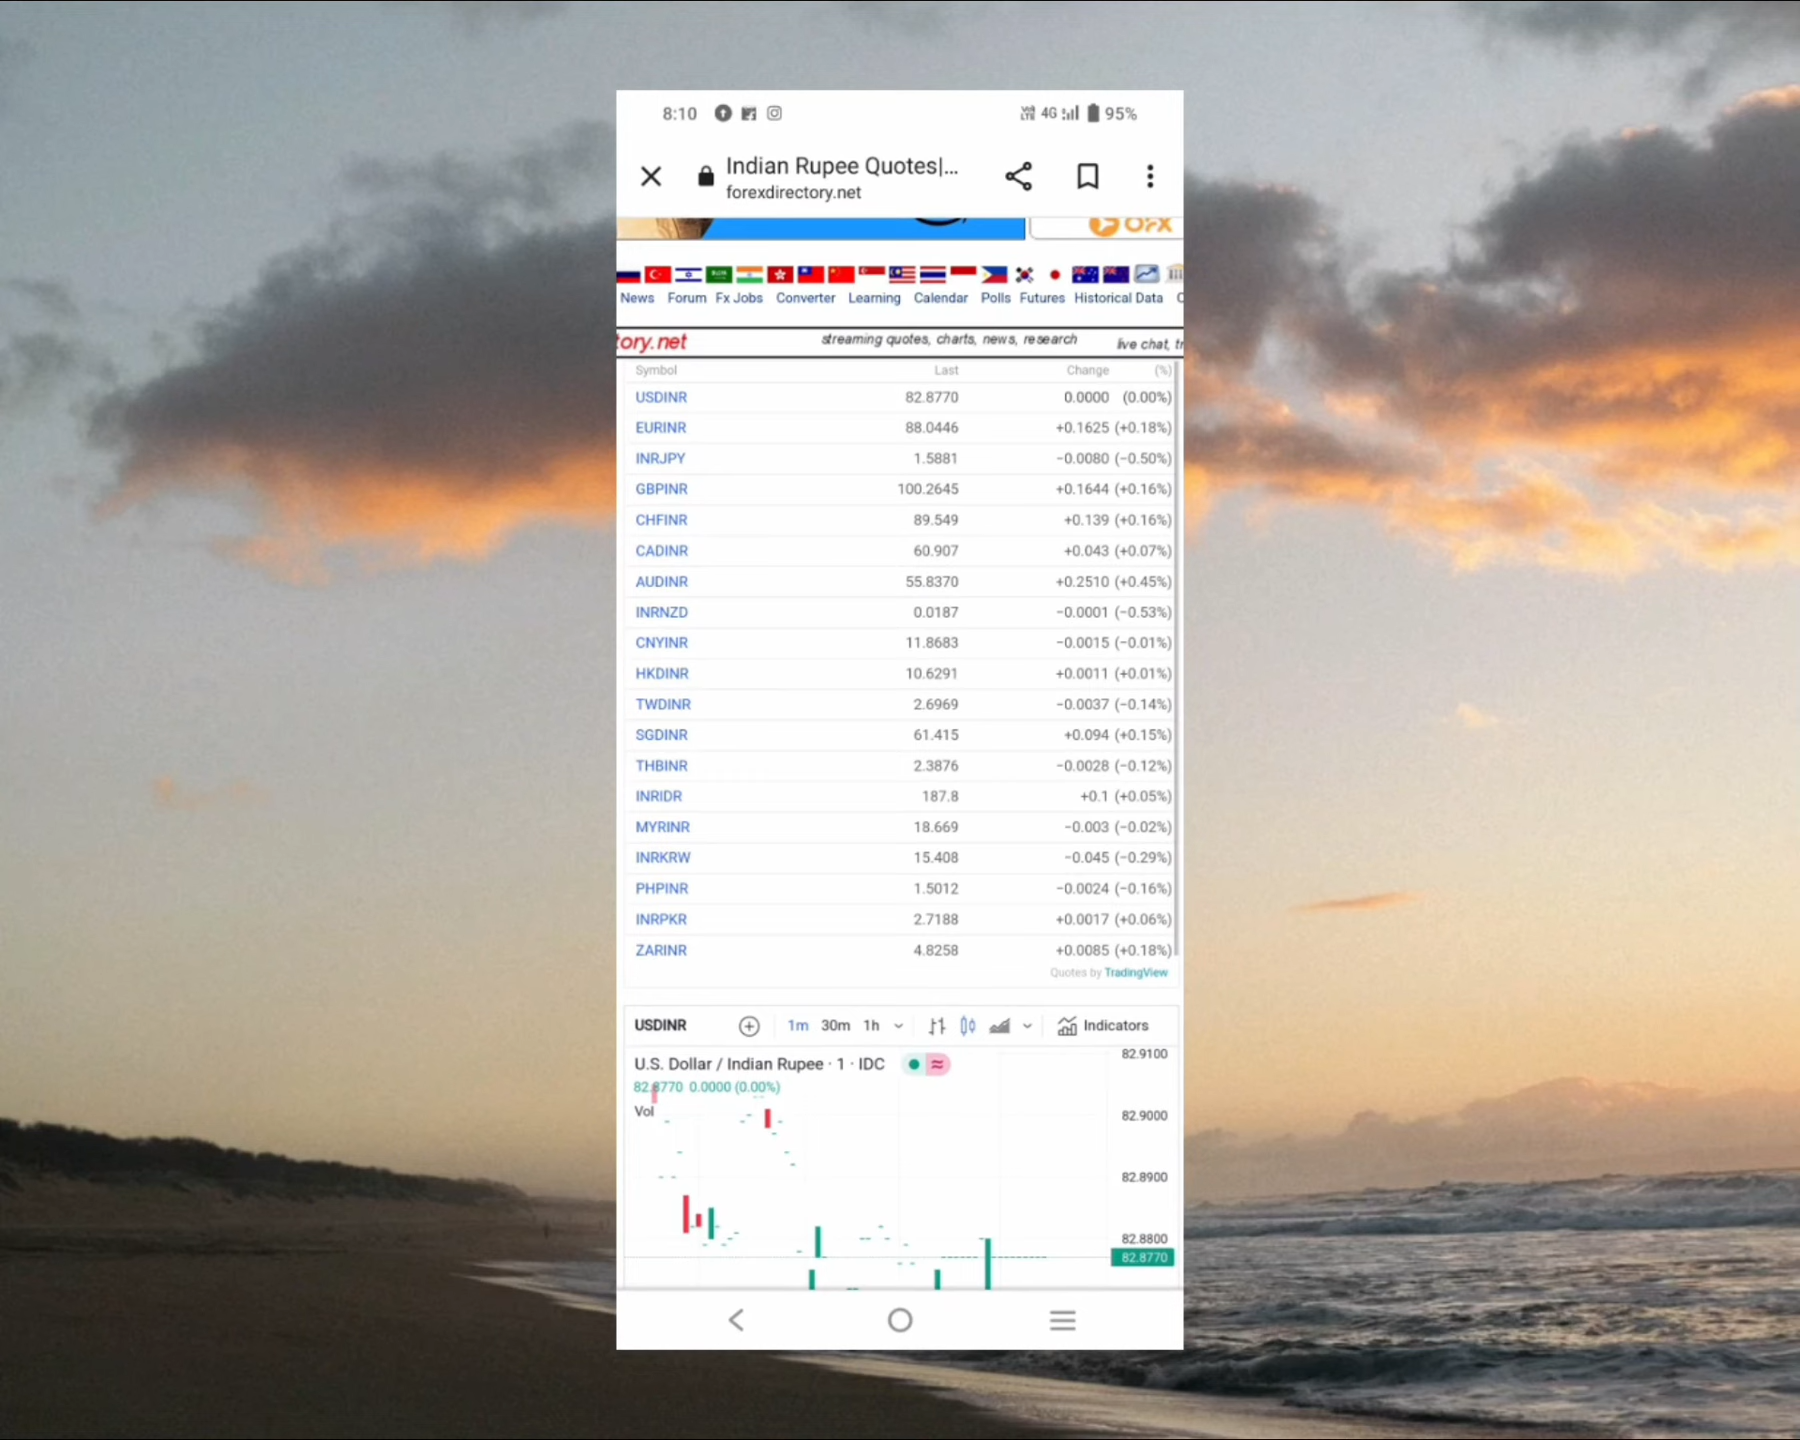 8:10 VoLTE 4G 95%
Indian Rupee Quotes|...
forexdirectory.net
OFX
News Forum Fx Jobs Converter Learning Calendar Polls Futures Historical Data
tory.net streaming quotes, charts, news, research live chat, tr
Symbol Last Change (%)
USDINR 82.8770 0.0000 (0.00%)
EURINR 88.0446 +0.1625 (+0.18%)
INRJPY 1.5881 −0.0080 (−0.50%)
GBPINR 100.2645 +0.1644 (+0.16%)
CHFINR 89.549 +0.139 (+0.16%)
CADINR 60.907 +0.043 (+0.07%)
AUDINR 55.8370 +0.2510 (+0.45%)
INRNZD 0.0187 −0.0001 (−0.53%)
CNYINR 11.8683 −0.0015 (−0.01%)
HKDINR 10.6291 +0.0011 (+0.01%)
TWDINR 2.6969 −0.0037 (−0.14%)
SGDINR 61.415 +0.094 (+0.15%)
THBINR 2.3876 −0.0028 (−0.12%)
INRIDR 187.8 +0.1 (+0.05%)
MYRINR 18.669 −0.003 (−0.02%)
INRKRW 15.408 −0.045 (−0.29%)
PHPINR 1.5012 −0.0024 (−0.16%)
INRPKR 2.7188 +0.0017 (+0.06%)
ZARINR 4.8258 +0.0085 (+0.18%)
Quotes by TradingView
USDINR 1m 30m 1h Indicators
82.9100
U.S. Dollar / Indian Rupee · 1 · IDC
82.8770 0.0000 (0.00%)
Vol
82.9000
82.8900
82.8800
82.8770